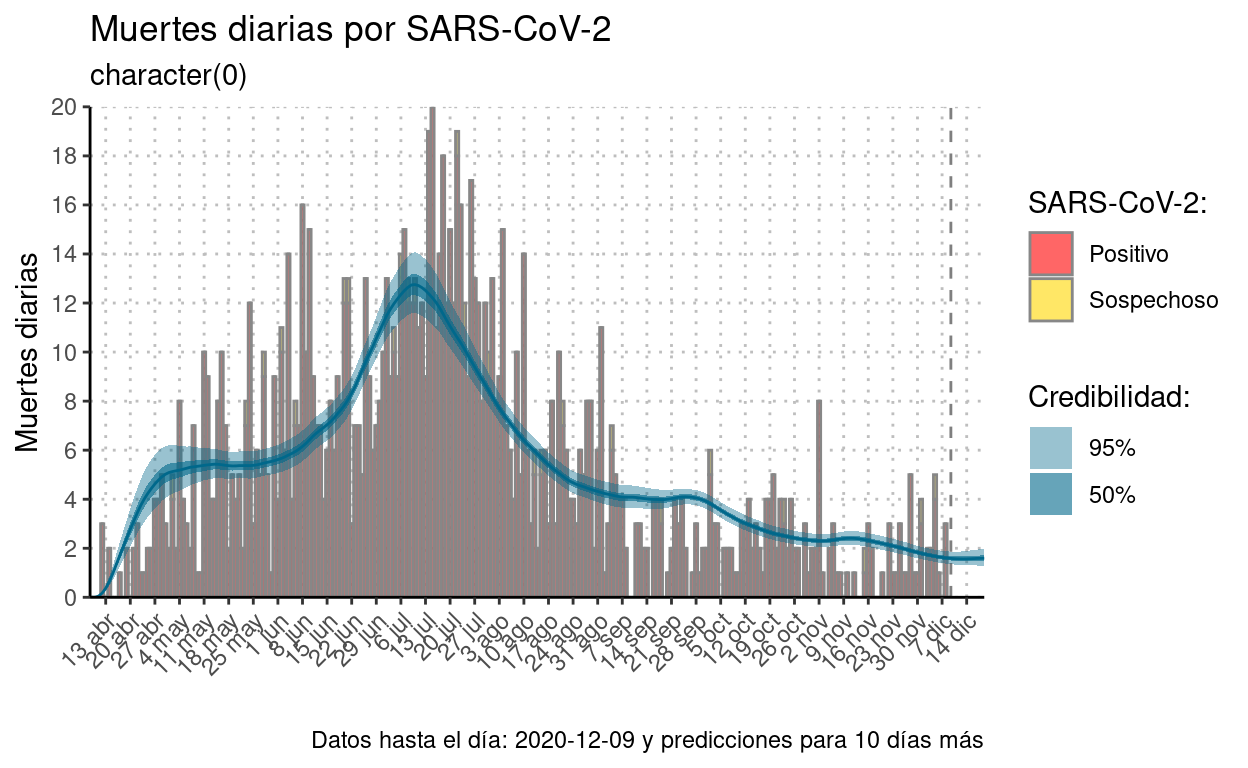 Muertes diarias por SARS-CoV-2
character(0)
Muertes diarias
20
18
16
14
12
10
8
6
4
2
0
13 abr
20 abr
27 abr
4 may
11 may
18 may
25 may
1 jun
8 jun
15 jun
22 jun
29 jun
6 jul
13 jul
20 jul
27 jul
3 ago
10 ago
17 ago
24 ago
31 ago
7 sep
14 sep
21 sep
28 sep
5 oct
12 oct
19 oct
26 oct
2 nov
9 nov
16 nov
23 nov
30 nov
7 dic
14 dic
SARS-CoV-2:
Positivo
Sospechoso
Credibilidad:
95%
50%
Datos hasta el día: 2020-12-09 y predicciones para 10 días más